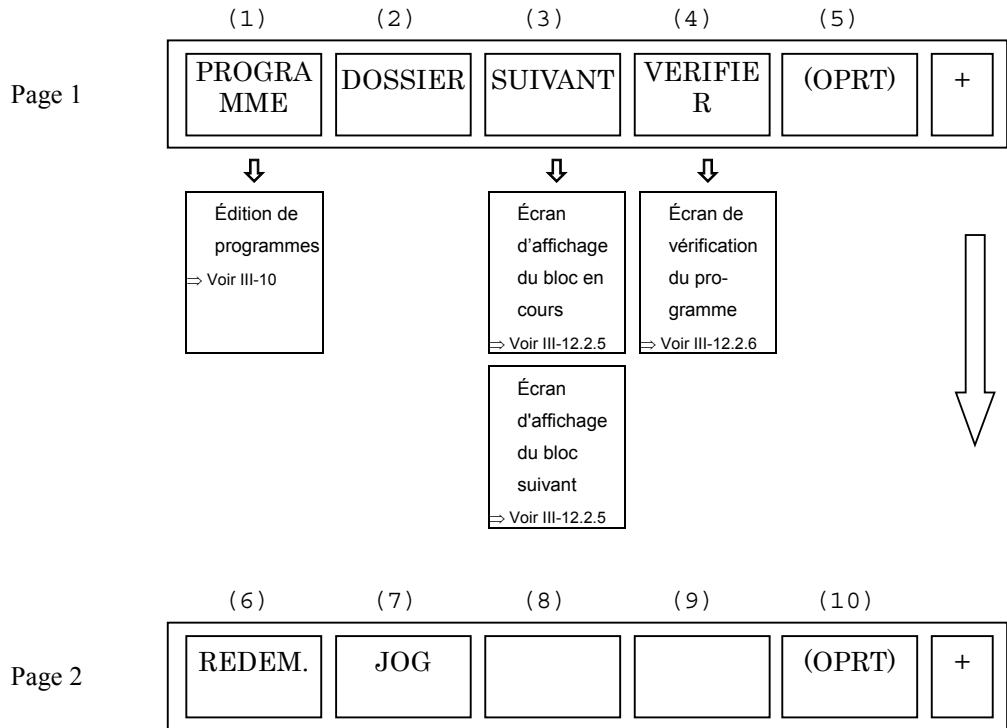 (1) (2) (3) (4) (5)
Page 1
PROGRA
MME
DOSSIER
SUIVANT
VERIFIE
R
(OPRT)
+
Édition de
programmes
⇒ Voir III-10
Écran
d'affichage
du bloc en
cours
⇒ Voir III-12.2.5
Écran de
vérification
du pro-
gramme
⇒ Voir III-12.2.6
Écran
d'affichage
du bloc
suivant
⇒ Voir III-12.2.5
(6) (7) (8) (9) (10)
Page 2
REDEM.
JOG
(OPRT)
+